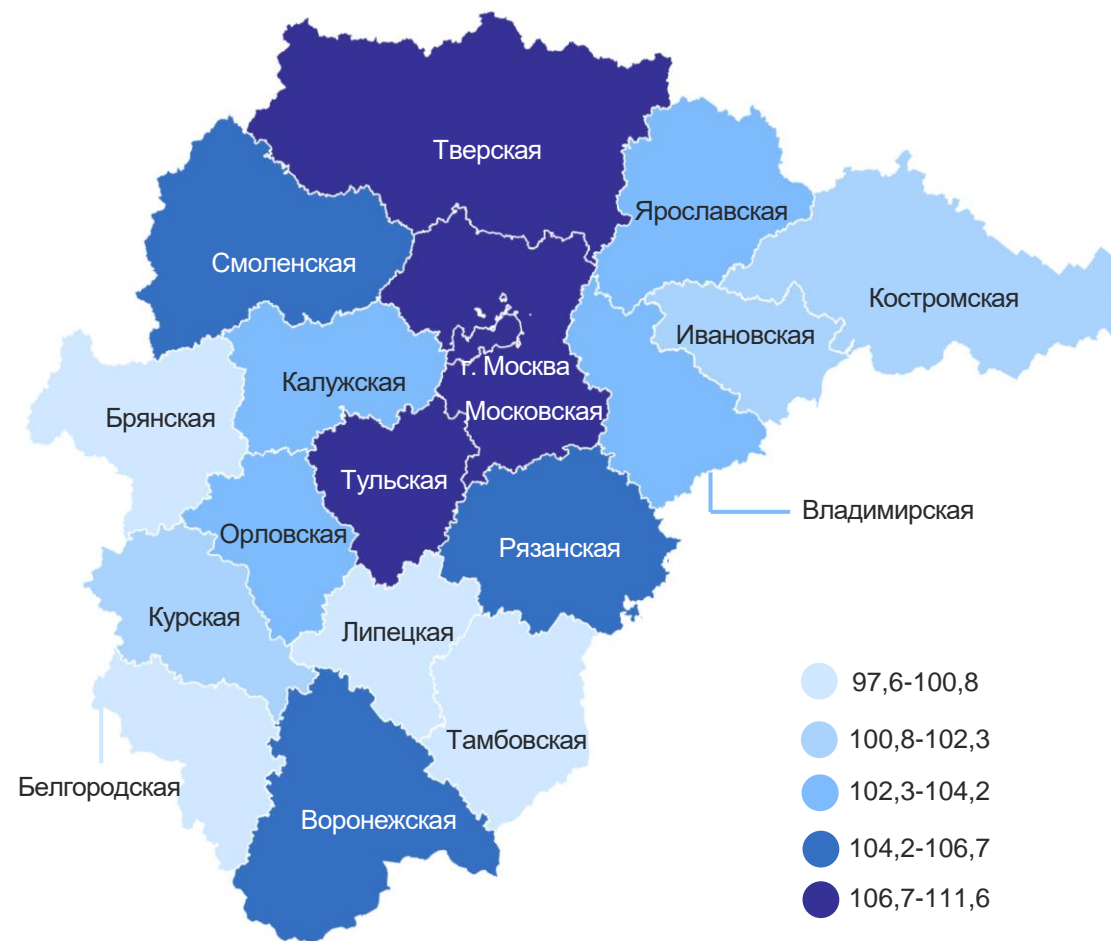 Тверская
Ярославская
Смоленская
Костромская
Ивановская
г. Москва
Калужская
Брянская
Московская
Тульская
Владимирская
Орловская
Рязанская
Курская
Липецкая
97,6-100,8
Тамбовская
100,8-102,3
Белгородская
102,3-104,2
Воронежская
104,2-106,7
106,7-111,6